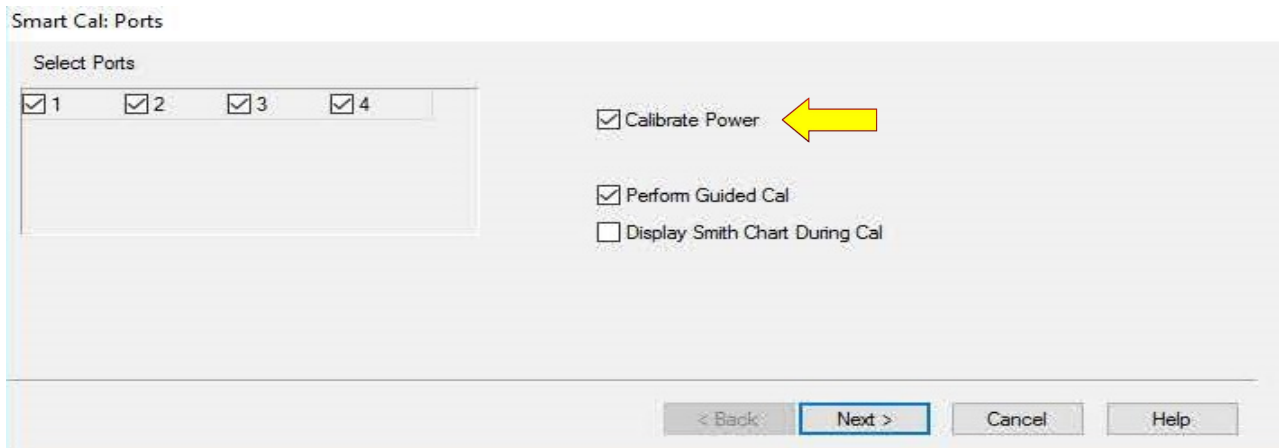 Smart Cal: Ports
Select Ports
1 2 3 4
Calibrate Power
Perform Guided Cal
Display Smith Chart During Cal
< Back Next > Cancel Help